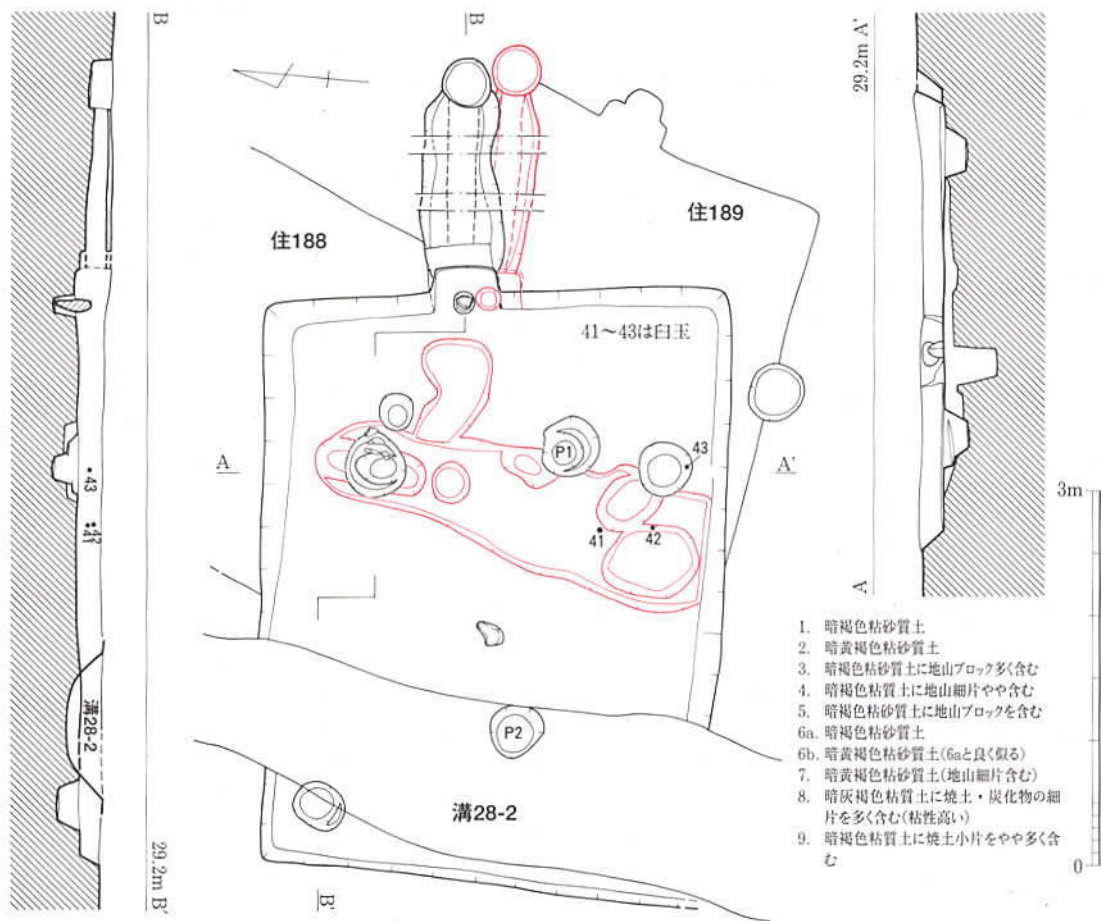 B
B
29.2m A'
住188
住189
41～43は臼玉
A
P1
43
A'
43
42
41
41
42
3m
A
1. 暗褐色粘砂質土
2. 暗黄褐色粘砂質土
3. 暗褐色粘砂質土に地山ブロック多く含む
4. 暗褐色粘質土に地山細片やや含む
5. 暗褐色粘砂質土に地山ブロックを含む
6a. 暗褐色粘砂質土
6b. 暗黄褐色粘砂質土(6aと良く似る)
7. 暗黄褐色粘砂質土(地山細片含む)
8. 暗灰褐色粘質土に焼土・炭化物の細
片を多く含む(粘性高い)
9. 暗褐色粘質土に焼土小片をやや多く含
む
溝28-2
P2
溝28-2
0
29.2m B'
B'